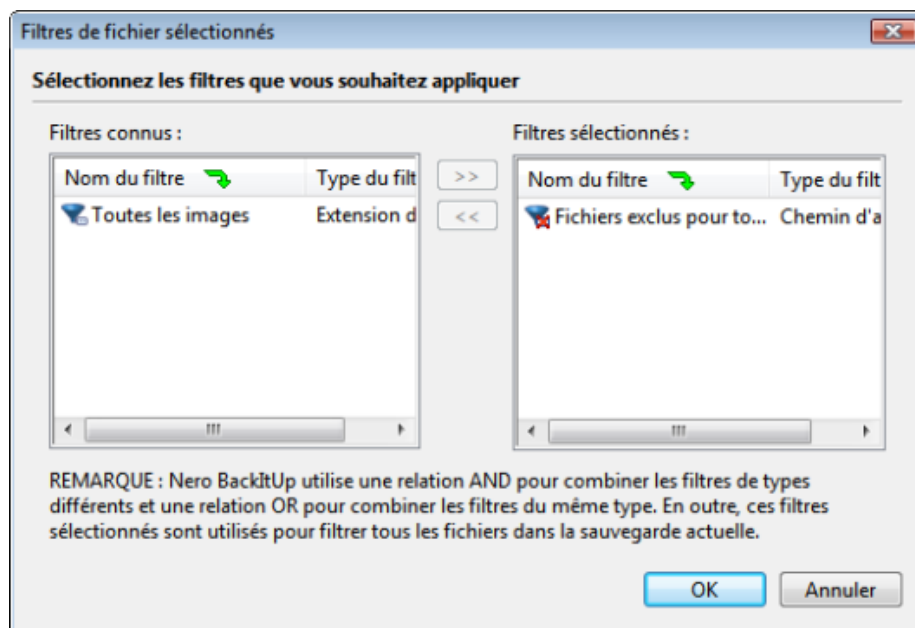 Filtres de fichier sélectionnés
Sélectionnez les filtres que vous souhaitez appliquer
Filtres connus :
Filtres sélectionnés :
Nom du filtre Type du filt
>>
Nom du filtre Type du filt
Toutes les images Extension d
<<
Fichiers exclus pour to... Chemin d'a
REMARQUE : Nero BackItUp utilise une relation AND pour combiner les filtres de types
différents et une relation OR pour combiner les filtres du même type. En outre, ces filtres
sélectionnés sont utilisés pour filtrer tous les fichiers dans la sauvegarde actuelle.
OK Annuler